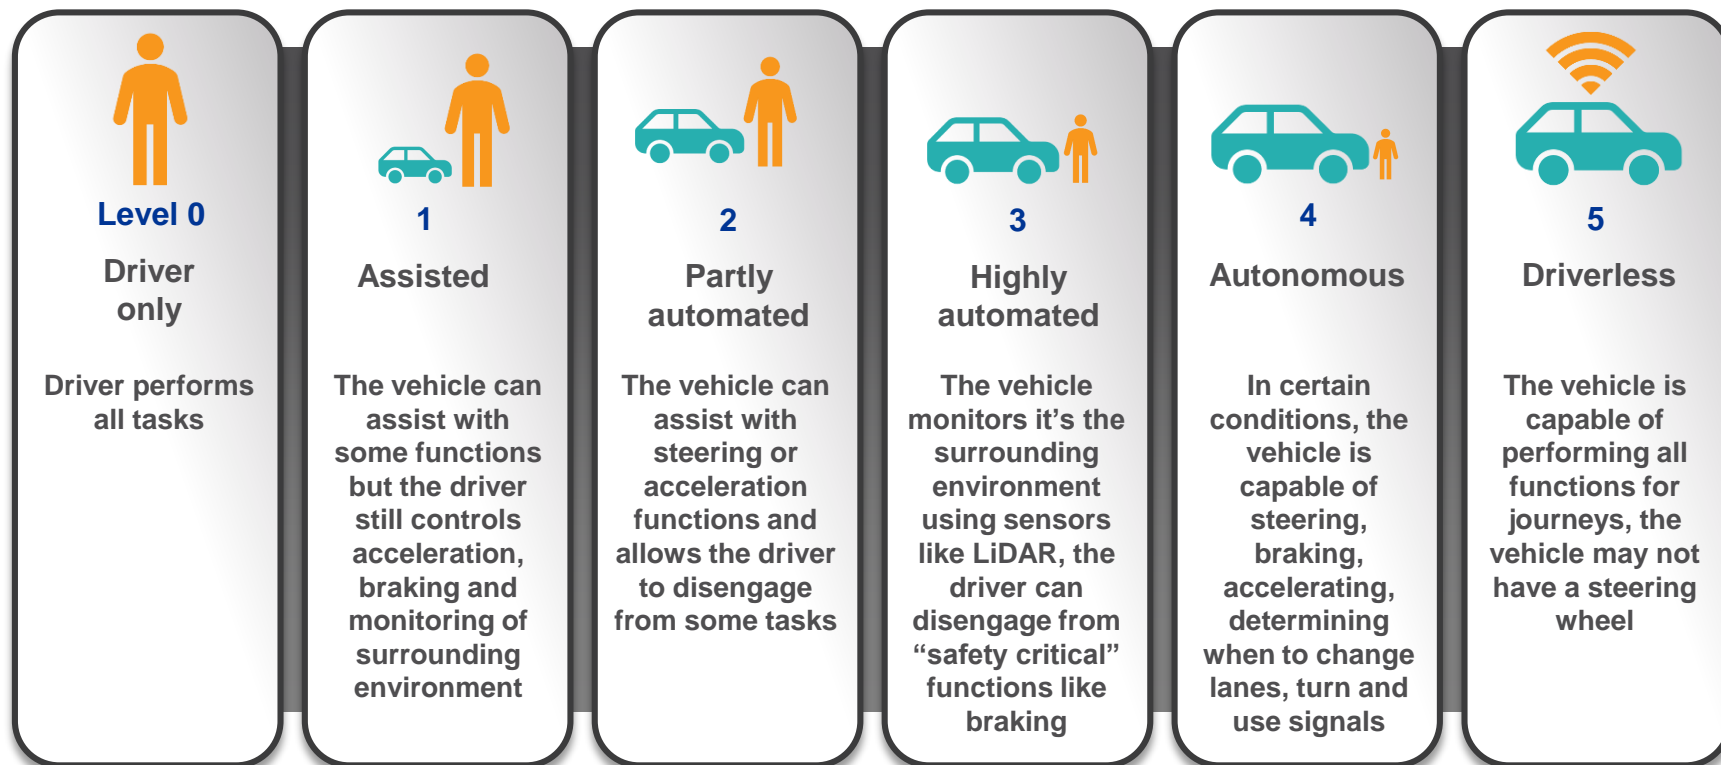 Level 0
Driver
only
Driver performs
all tasks
1
Assisted
The vehicle can
assist with
some functions
but the driver
still controls
acceleration,
braking and
monitoring of
surrounding
environment
2
Partly
automated
The vehicle can
assist with
steering or
acceleration
functions and
allows the driver
to disengage
from some tasks
3
Highly
automated
The vehicle
monitors it's the
surrounding
environment
using sensors
like LiDAR, the
driver can
disengage from
“safety critical”
functions like
braking
4
Autonomous
In certain
conditions, the
vehicle is
capable of
steering,
braking,
accelerating,
determining
when to change
lanes, turn and
use signals
5
Driverless
The vehicle is
capable of
performing all
functions for
journeys, the
vehicle may not
have a steering
wheel